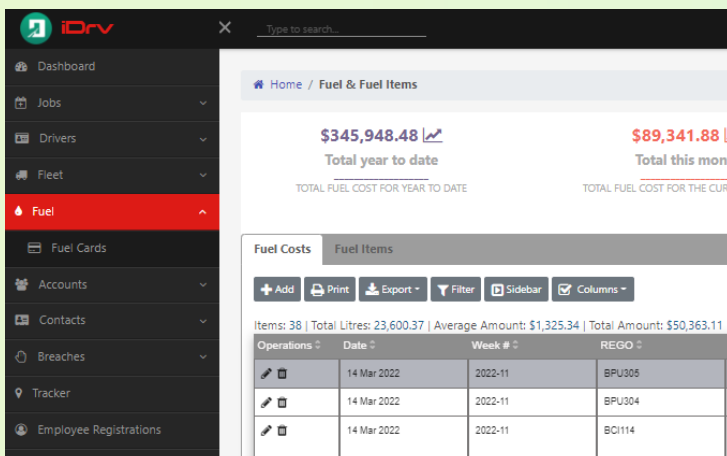 iDrv
Type to search...
Dashboard
Jobs
Drivers
Fleet
Fuel
Fuel Cards
Accounts
Contacts
Breaches
Tracker
Employee Registrations
Home / Fuel & Fuel Items
$345,948.48
Total year to date
TOTAL FUEL COST FOR YEAR TO DATE
$89,341.88
Total this mon
TOTAL FUEL COST FOR THE CUR
Fuel Costs Fuel Items
Add Print Export Filter Sidebar Columns
Items: 38 | Total Litres: 23,600.37 | Average Amount: $1,325.34 | Total Amount: $50,363.11
Operations Date Week # REGO
14 Mar 2022 2022-11 BPU305
14 Mar 2022 2022-11 BPU304
14 Mar 2022 2022-11 BCI114